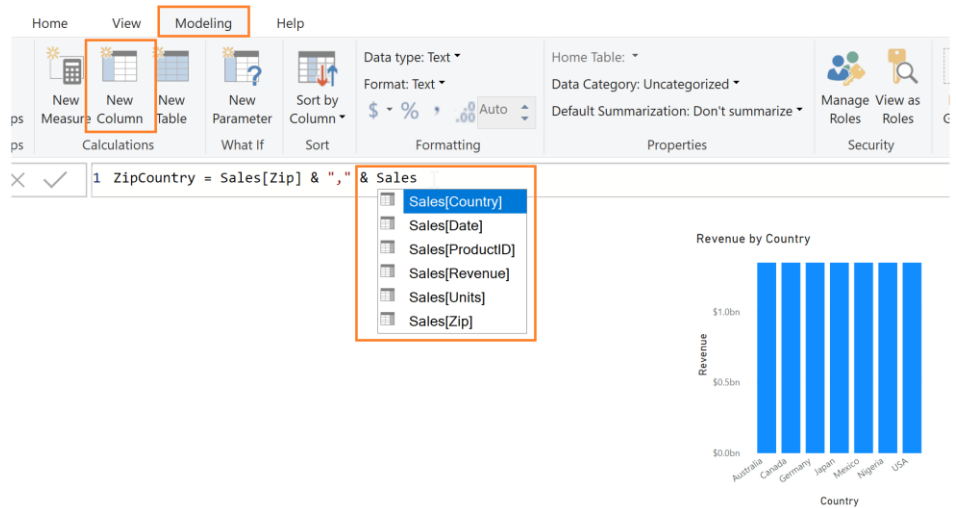 Home View Modeling Help
New Measure
New Column
New Table
New Parameter
Sort by Column
Data type: Text
Format: Text
$ % , .00 Auto
Home Table:
Data Category: Uncategorized
Default Summarization: Don't summarize
Manage Roles
View as Roles
ps Calculations What If Sort Formatting Properties Security
1 ZipCountry = Sales[Zip] & "," & Sales
Sales[Country]
Sales[Date]
Sales[ProductID]
Sales[Revenue]
Sales[Units]
Sales[Zip]
Revenue by Country
$1.0bn
$0.5bn
$0.0bn
Revenue
Australia Canada Germany Japan Mexico Nigeria USA
Country